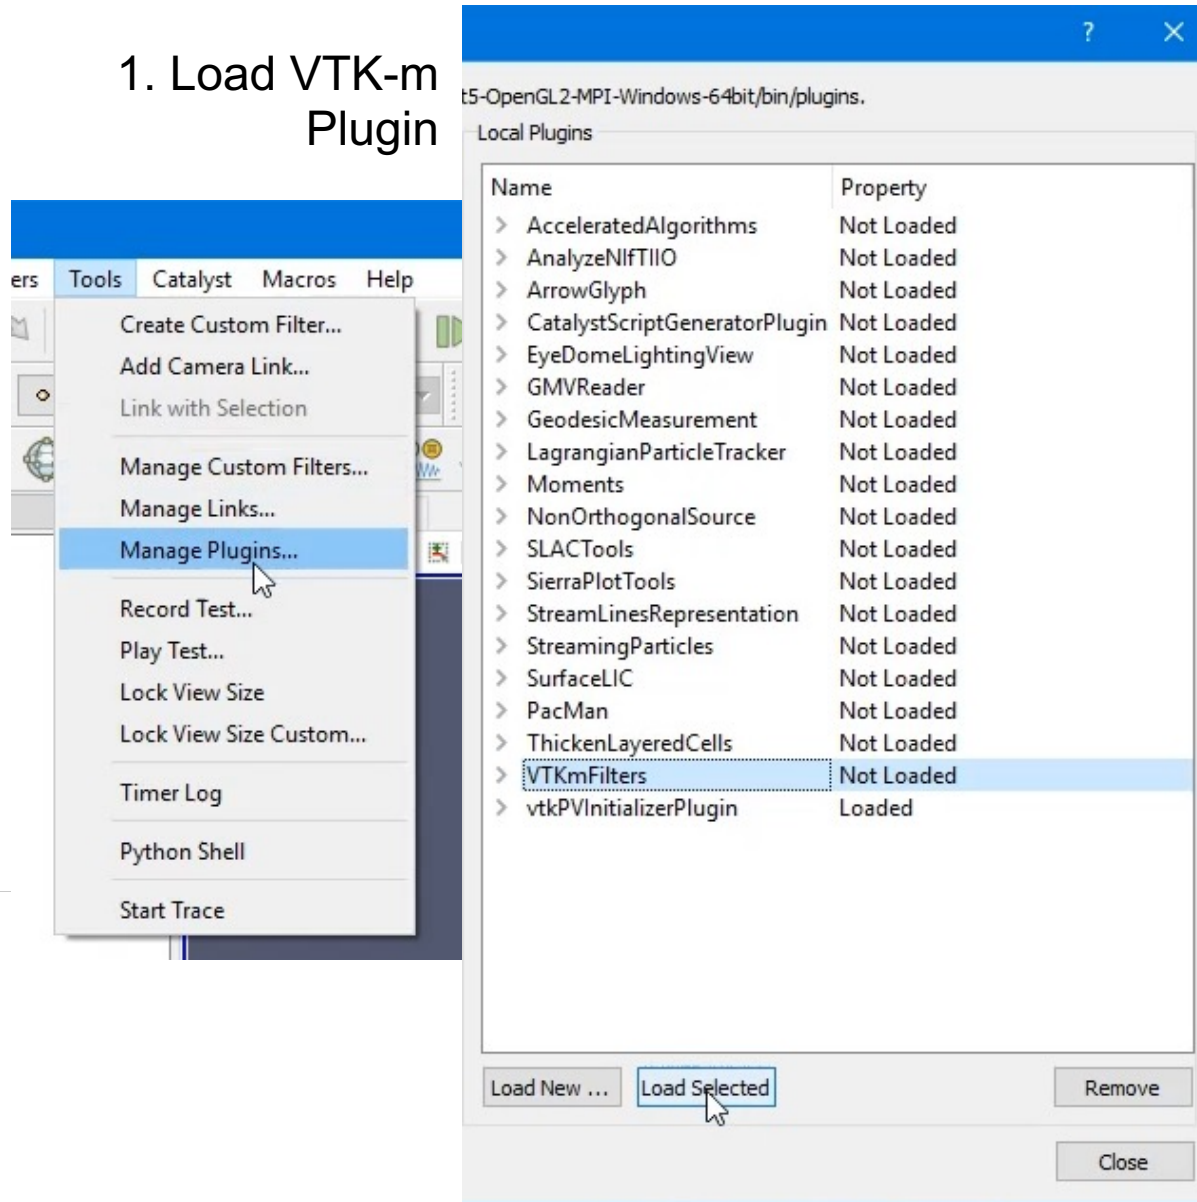 1. Load VTK-m
Plugin
ers Tools Catalyst Macros Help
Create Custom Filter...
Add Camera Link...
Link with Selection
Manage Custom Filters...
Manage Links...
Manage Plugins...
Record Test...
Play Test...
Lock View Size
Lock View Size Custom...
Timer Log
Python Shell
Start Trace
? X
t5-OpenGL2-MPI-Windows-64bit/bin/plugins.
Local Plugins
Name Property
AcceleratedAlgorithms Not Loaded
AnalyzeNIfTIIO Not Loaded
ArrowGlyph Not Loaded
CatalystScriptGeneratorPlugin Not Loaded
EyeDomeLightingView Not Loaded
GMVReader Not Loaded
GeodesicMeasurement Not Loaded
LagrangianParticleTracker Not Loaded
Moments Not Loaded
NonOrthogonalSource Not Loaded
SLACTools Not Loaded
SierraPlotTools Not Loaded
StreamLinesRepresentation Not Loaded
StreamingParticles Not Loaded
SurfaceLIC Not Loaded
PacMan Not Loaded
ThickenLayeredCells Not Loaded
VTKmFilters Not Loaded
vtkPVInitializerPlugin Loaded
Load New ... Load Selected Remove
Close